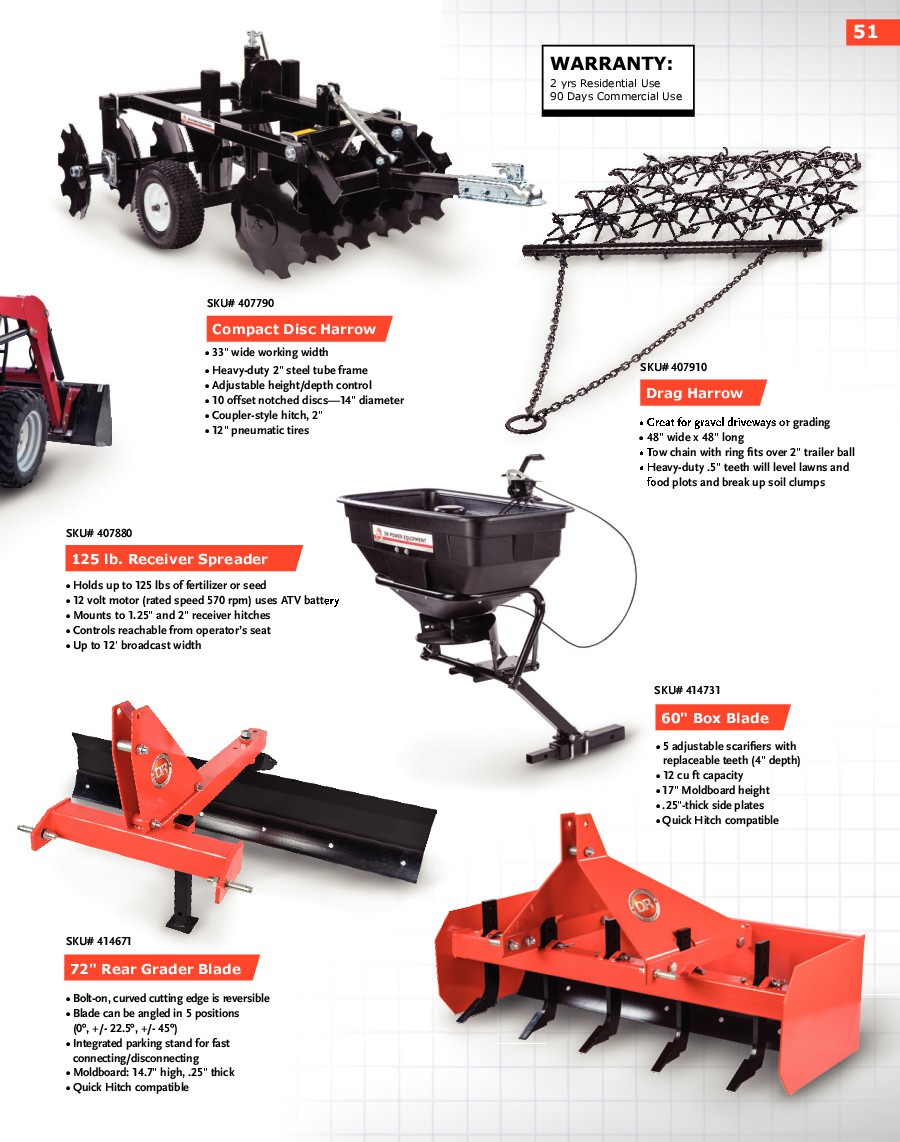 51
WARRANTY:
2 yrs Residential Use
90 Days Commercial Use
SKU# 407790
Compact Disc Harrow
• 33" wide working width
• Heavy-duty 2" steel tube frame
• Adjustable height/depth control
• 10 offset notched discs—14" diameter
• Coupler-style hitch, 2"
• 12" pneumatic tires
SKU# 407910
Drag Harrow
• Great for gravel driveways or grading
• 48" wide x 48" long
• Tow chain with ring fits over 2" trailer ball
• Heavy-duty .5" teeth will level lawns and
food plots and break up soil clumps
SKU# 407880
125 lb. Receiver Spreader
• Holds up to 125 lbs of fertilizer or seed
• 12 volt motor (rated speed 570 rpm) uses ATV battery
• Mounts to 1.25" and 2" receiver hitches
• Controls reachable from operator's seat
• Up to 12' broadcast width
DR POWER EQUIPMENT
SKU# 414731
60" Box Blade
• 5 adjustable scarifiers with
replaceable teeth (4" depth)
• 12 cu ft capacity
• 17" Moldboard height
• .25"-thick side plates
• Quick Hitch compatible
DR
SKU# 414671
72" Rear Grader Blade
• Bolt-on, curved cutting edge is reversible
• Blade can be angled in 5 positions
(0º, +/- 22.5º, +/- 45º)
• Integrated parking stand for fast
connecting/disconnecting
• Moldboard: 14.7" high, .25" thick
• Quick Hitch compatible
DR